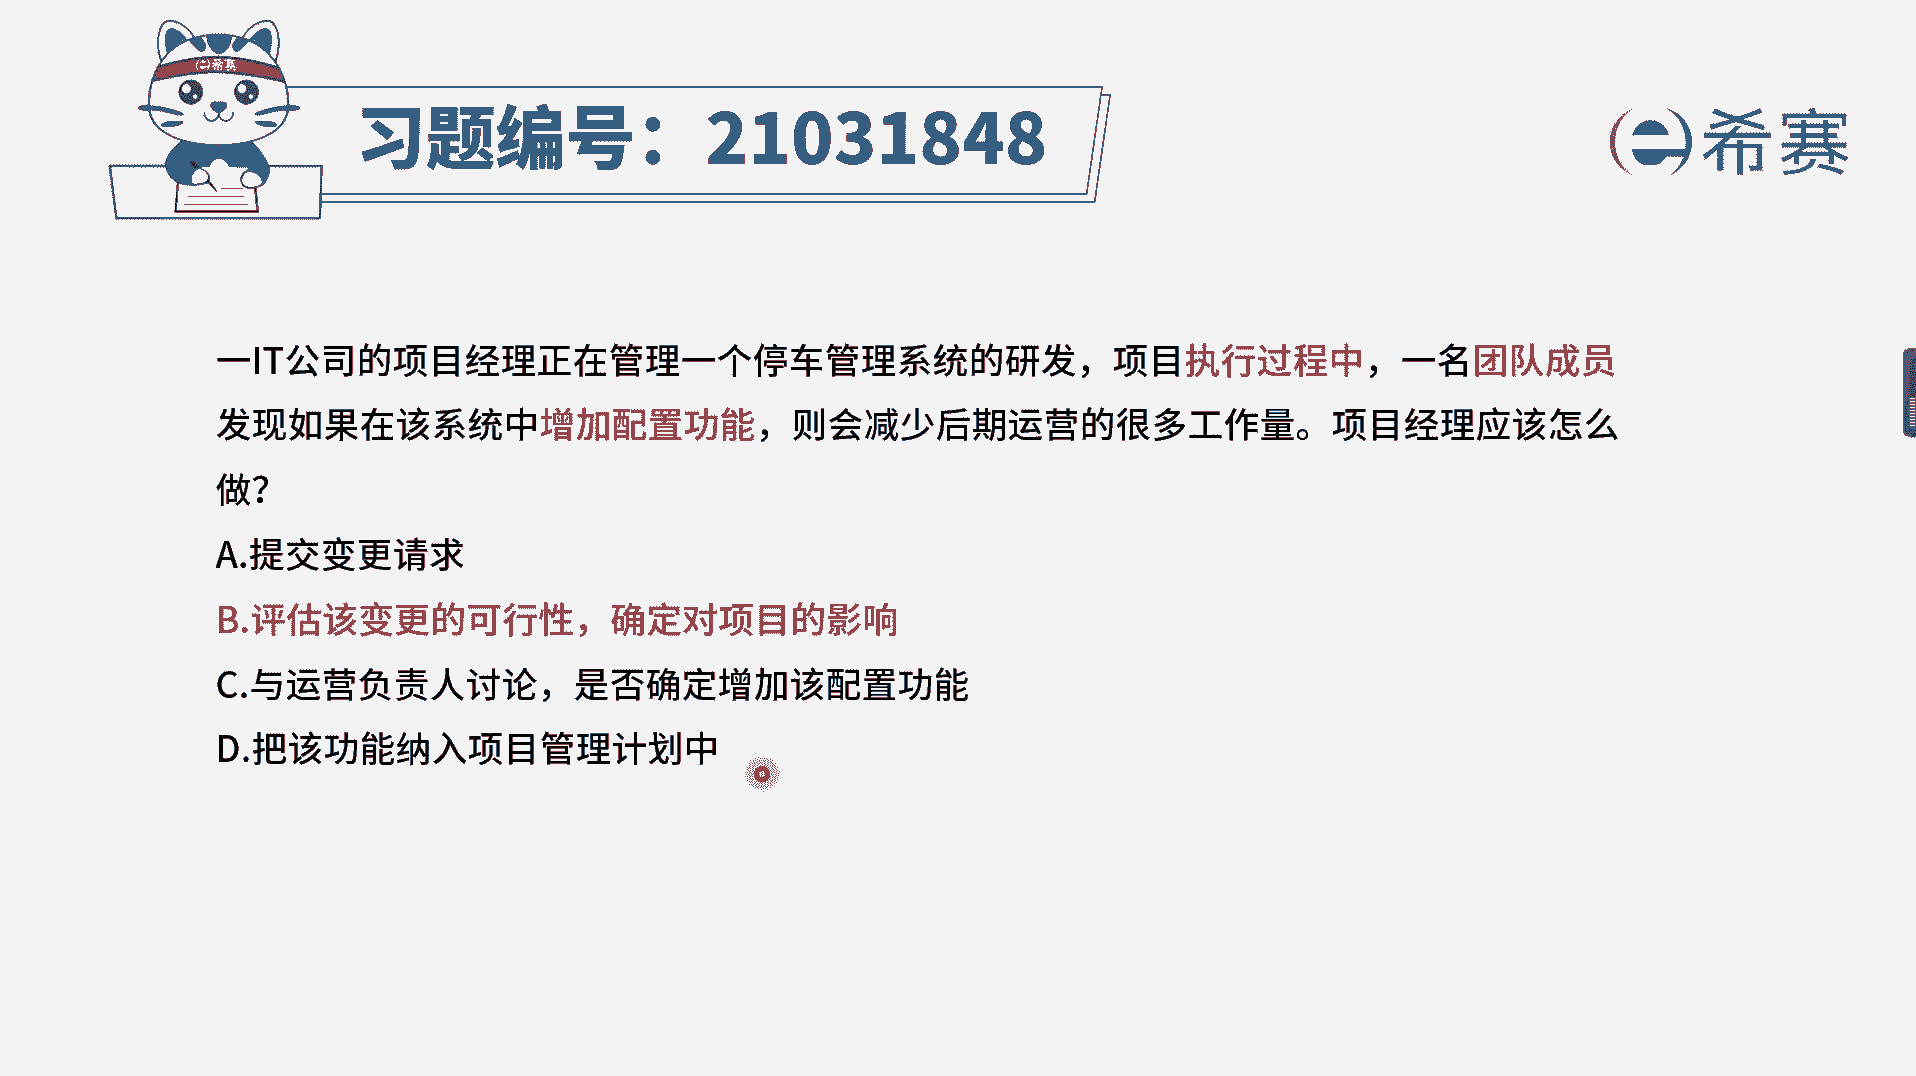 希赛
习题编号：21031848
希赛
一IT公司的项目经理正在管理一个停车管理系统的研发，项目执行过程中，一名团队成员
发现如果在该系统中增加配置功能，则会减少后期运营的很多工作量。项目经理应该怎么
做？
A.提交变更请求
B.评估该变更的可行性，确定对项目的影响
C.与运营负责人讨论，是否确定增加该配置功能
D.把该功能纳入项目管理计划中